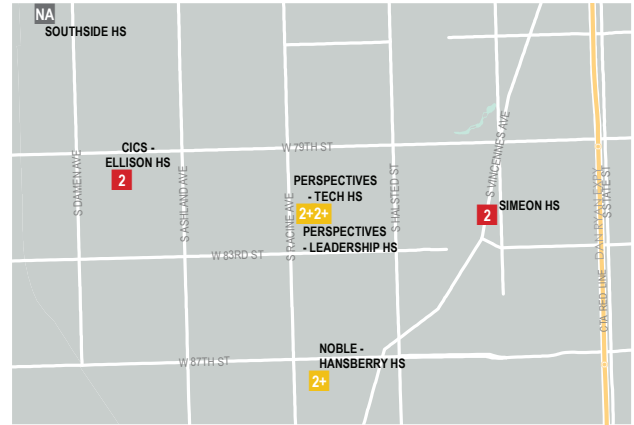 NA
SOUTHSIDE HS
CICS -
ELLISON HS
2
W 79TH ST
S DAMEN AVE
S ASHLAND AVE
S RACINE AVE
S HALSTED ST
S VINCENNES AVE
DAN RYAN EXPY
S STATE ST
CTA RED LINE
PERSPECTIVES
- TECH HS
2+2+
PERSPECTIVES
- LEADERSHIP HS
2
SIMEON HS
W 83RD ST
W 87TH ST
NOBLE -
HANSBERRY HS
2+